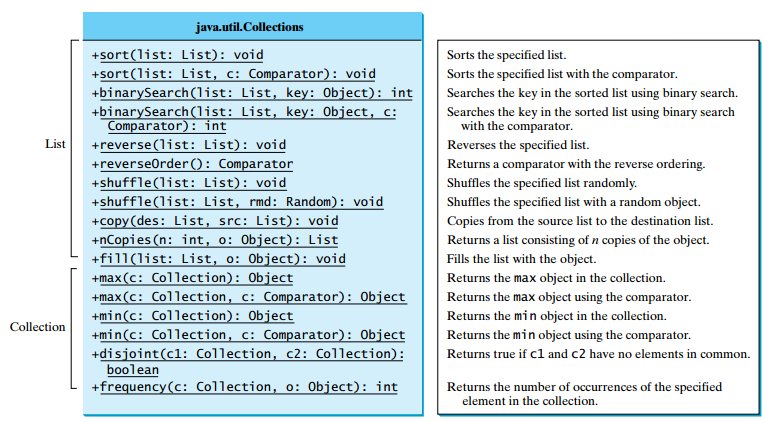 java.util.Collections
List
+sort(list: List): void
+sort(list: List, c: Comparator): void
+binarySearch(list: List, key: Object): int
+binarySearch(list: List, key: Object, c:
Comparator): int
+reverse(list: List): void
+reverseOrder(): Comparator
+shuffle(list: List): void
+shuffle(list: List, rmd: Random): void
+copy(des: List, src: List): void
+nCopies(n: int, o: Object): List
+fill(list: List, o: Object): void
Collection
+max(c: Collection): Object
+max(c: Collection, c: Comparator): Object
+min(c: Collection): Object
+min(c: Collection, c: Comparator): Object
+disjoint(c1: Collection, c2: Collection):
boolean
+frequency(c: Collection, o: Object): int
Sorts the specified list.
Sorts the specified list with the comparator.
Searches the key in the sorted list using binary search.
Searches the key in the sorted list using binary search
with the comparator.
Reverses the specified list.
Returns a comparator with the reverse ordering.
Shuffles the specified list randomly.
Shuffles the specified list with a random object.
Copies from the source list to the destination list.
Returns a list consisting of n copies of the object.
Fills the list with the object.
Returns the max object in the collection.
Returns the max object using the comparator.
Returns the min object in the collection.
Returns the min object using the comparator.
Returns true if c1 and c2 have no elements in common.
Returns the number of occurrences of the specified
element in the collection.